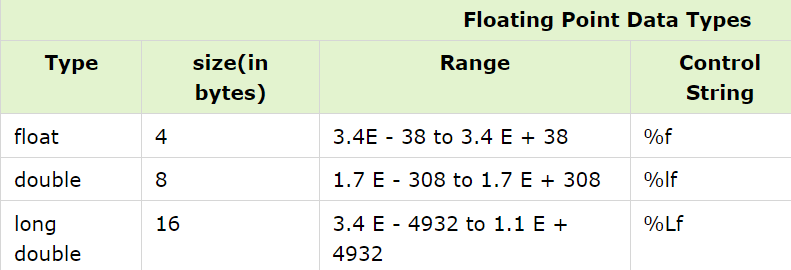 Floating Point Data Types
Type size(in Range Control
bytes) String
float 4 3.4E - 38 to 3.4 E + 38 %f
double 8 1.7 E - 308 to 1.7 E + 308 %lf
long 16 3.4 E - 4932 to 1.1 E + %Lf
double 4932